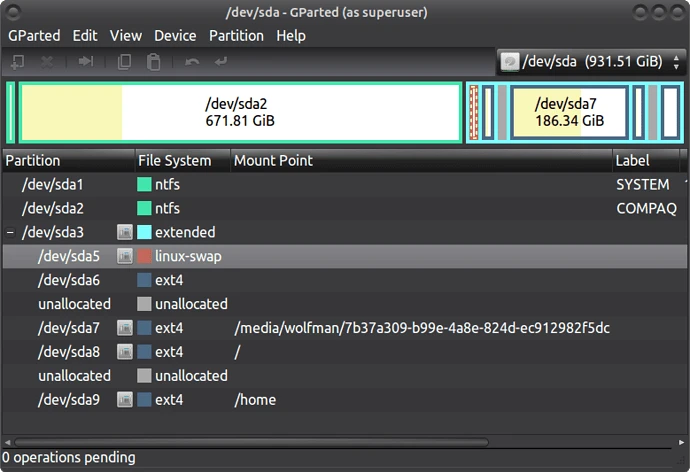 /dev/sda - GParted (as superuser)
GParted Edit View Device Partition Help
/dev/sda (931.51 GiB)
/dev/sda2
671.81 GiB
/dev/sda7
186.34 GiB
Partition File System Mount Point Label
/dev/sda1 ntfs SYSTEM
/dev/sda2 ntfs COMPAQ
/dev/sda3 extended
/dev/sda5 linux-swap
/dev/sda6 ext4
unallocated unallocated
/dev/sda7 ext4 /media/wolfman/7b37a309-b99e-4a8e-824d-ec912982f5dc
/dev/sda8 ext4 /
unallocated unallocated
/dev/sda9 ext4 /home
0 operations pending